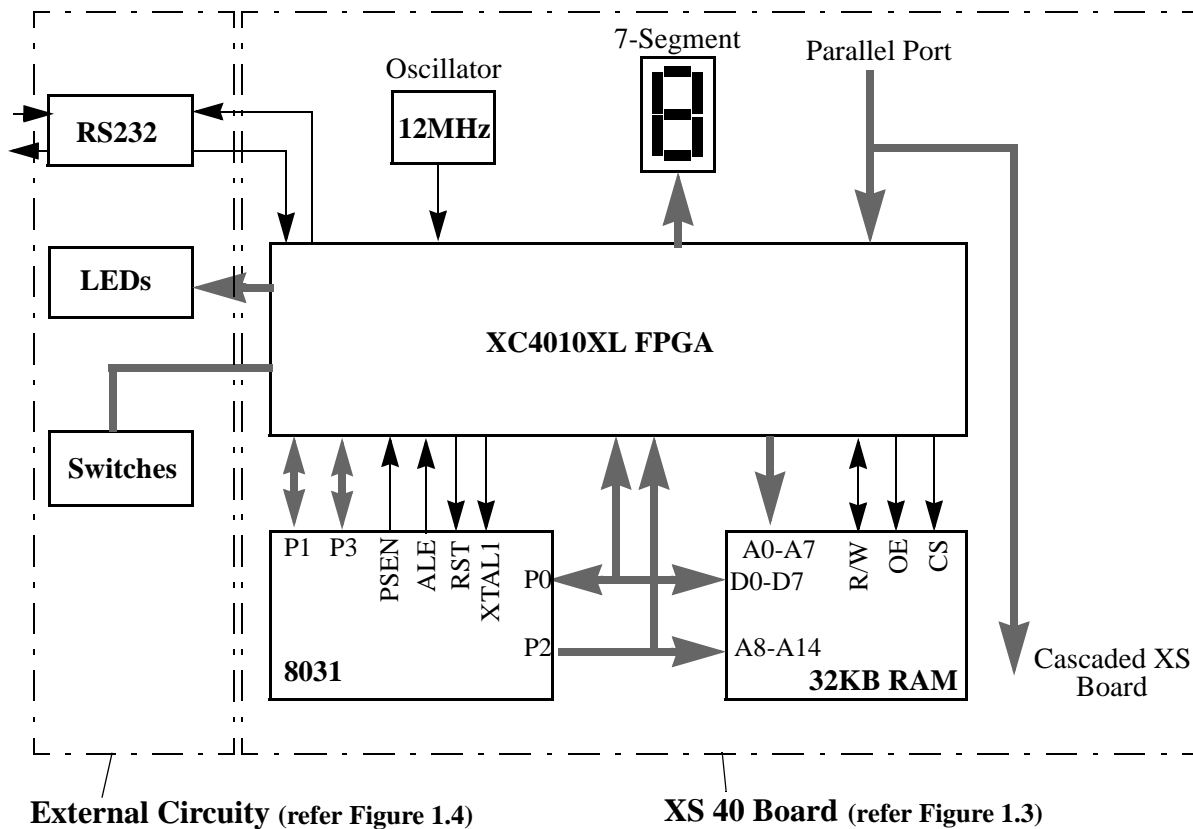 7-Segment
Parallel Port
Oscillator
12MHz
RS232
LEDs
XC4010XL FPGA
Switches
P1
P3
PSEN
ALE
RST
XTAL1
P0
P2
8031
A0-A7
D0-D7
R/W
OE
CS
A8-A14
32KB RAM
Cascaded XS
Board
External Circuity (refer Figure 1.4)
XS 40 Board (refer Figure 1.3)